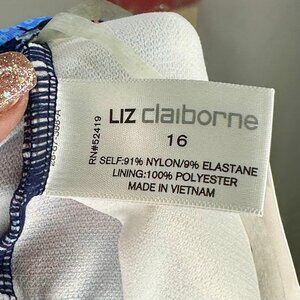 LIZ claiborne
16
RN#52419
SELF:91% NYLON/9% ELASTANE
LINING:100% POLYESTER
MADE IN VIETNAM